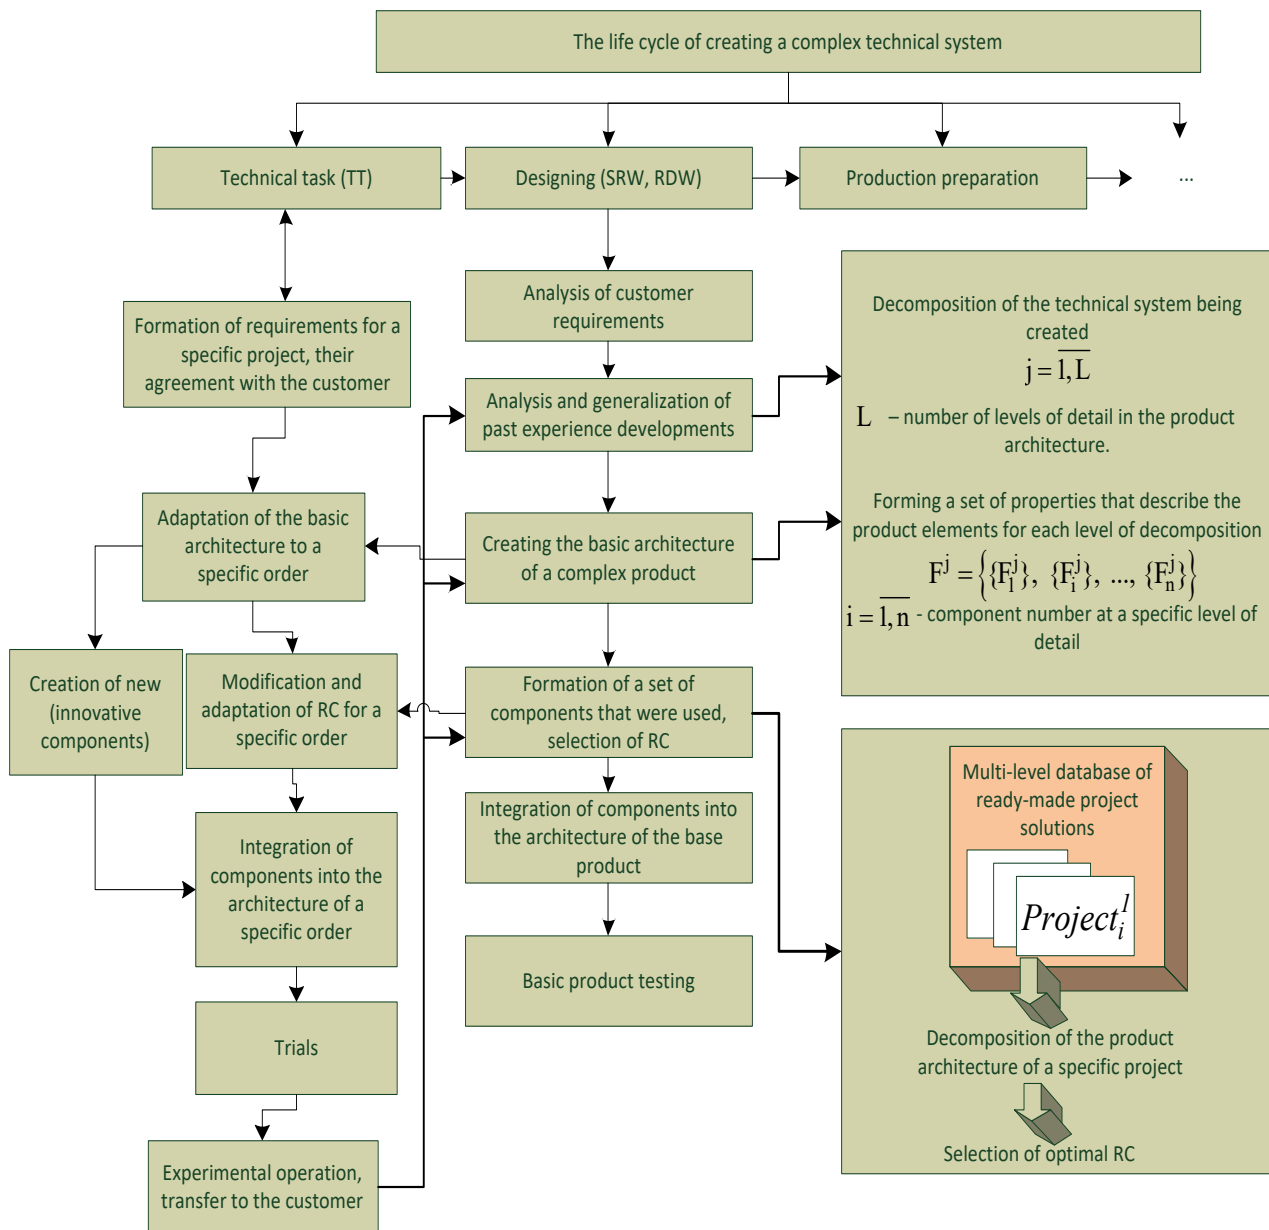 The life cycle of creating a complex technical system
Technical task (TT)
Designing (SRW, RDW)
Production preparation
...
Analysis of customer
requirements
Formation of requirements for a
specific project, their
agreement with the customer
Analysis and generalization of
past experience developments
Adaptation of the basic
architecture to a
specific order
Creating the basic architecture
of a complex product
Creation of new
(innovative
components)
Modification and
adaptation of RC for a
specific order
Formation of a set of
components that were used,
selection of RC
Integration of
components into the
architecture of a
specific order
Integration of components into
the architecture of the base
product
Trials
Basic product testing
Experimental operation,
transfer to the customer
Decomposition of the technical system being
created
j = \overline{1,L}
L – number of levels of detail in the product
architecture.
Forming a set of properties that describe the
product elements for each level of decomposition
F^j = {{F_1^j}, {F_i^j}, ..., {F_n^j}}
i = \overline{1,n} - component number at a specific level of
detail
Multi-level database of
ready-made project
solutions
Project_i^1
Decomposition of the product
architecture of a specific project
Selection of optimal RC